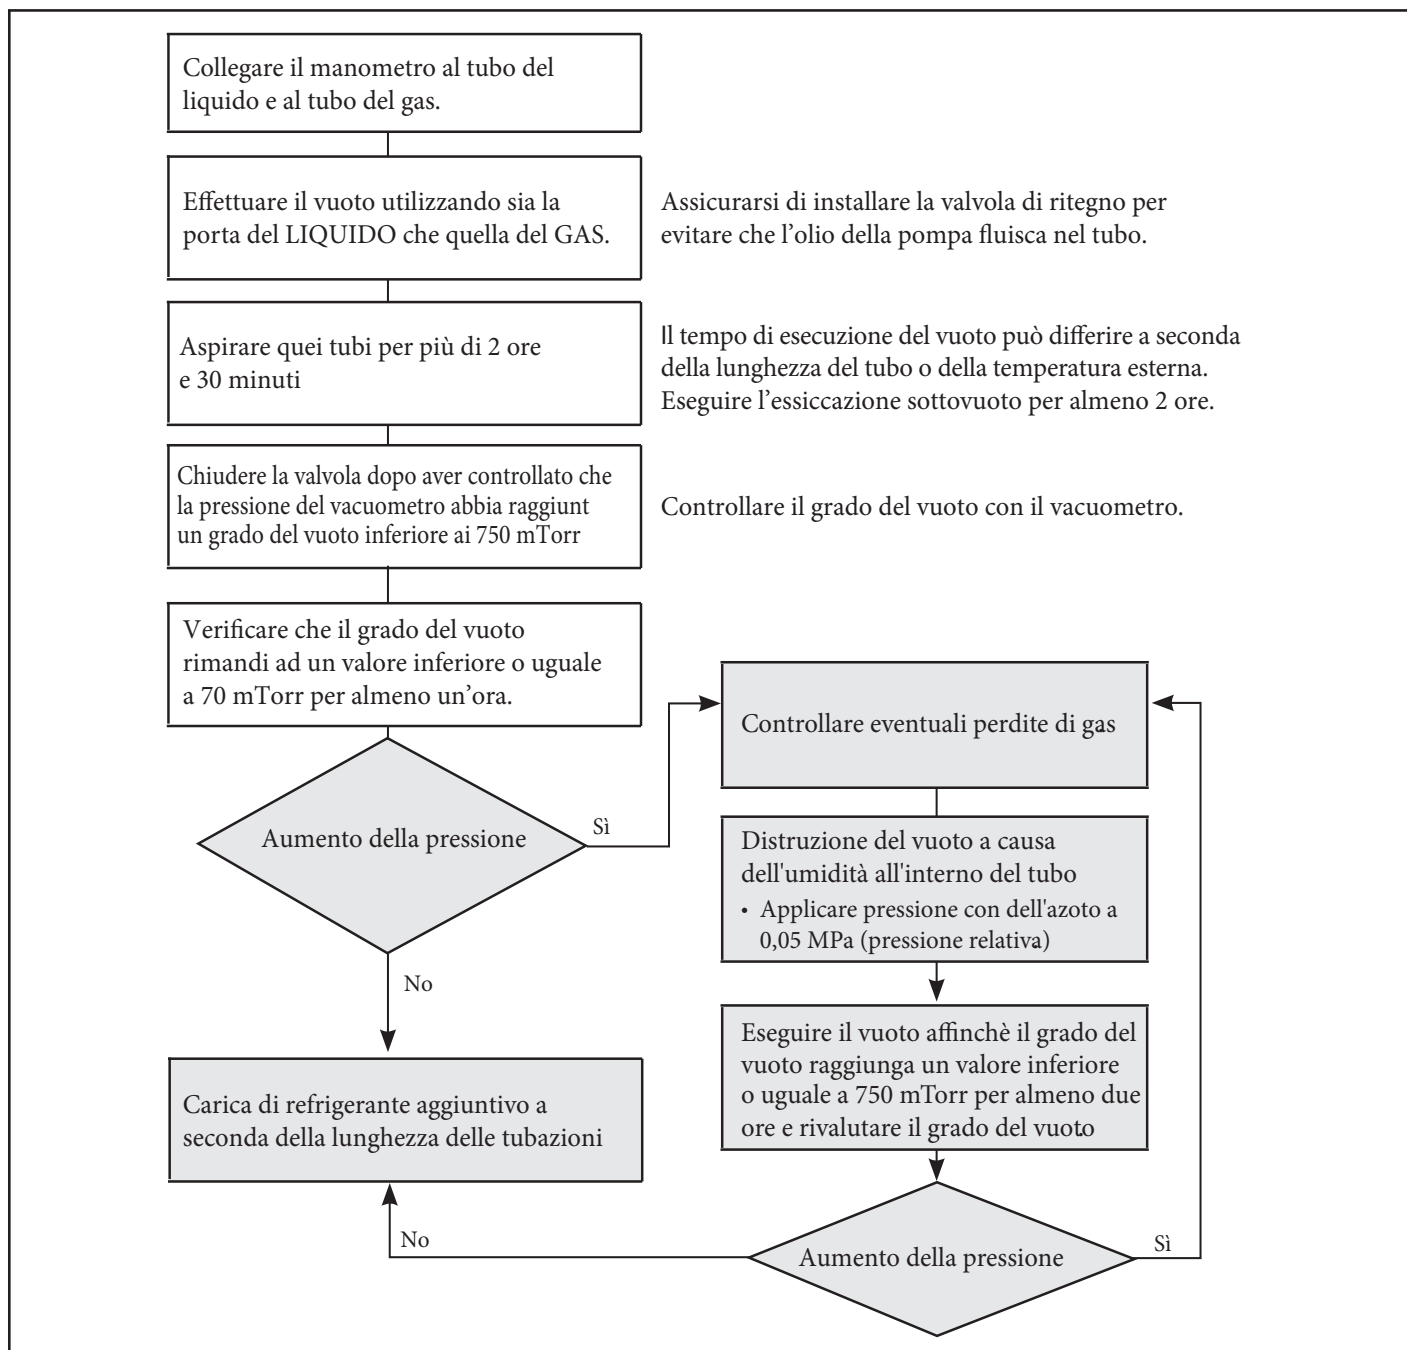 Collegare il manometro al tubo del
liquido e al tubo del gas.
Effettuare il vuoto utilizzando sia la
porta del LIQUIDO che quella del GAS.
Assicurarsi di installare la valvola di ritegno per
evitare che l'olio della pompa fluisca nel tubo.
Aspirare quei tubi per più di 2 ore
e 30 minuti
Il tempo di esecuzione del vuoto può differire a seconda
della lunghezza del tubo o della temperatura esterna.
Eseguire l'essiccazione sottovuoto per almeno 2 ore.
Chiudere la valvola dopo aver controllato che
la pressione del vacuometro abbia raggiunt
un grado del vuoto inferiore ai 750 mTorr
Controllare il grado del vuoto con il vacuometro.
Verificare che il grado del vuoto
rimandi ad un valore inferiore o uguale
a 70 mTorr per almeno un'ora.
Aumento della pressione
Sì
No
Controllare eventuali perdite di gas
Distruzione del vuoto a causa
dell'umidità all'interno del tubo
• Applicare pressione con dell'azoto a
0,05 MPa (pressione relativa)
Eseguire il vuoto affinchè il grado del
vuoto raggiunga un valore inferiore
o uguale a 750 mTorr per almeno due
ore e rivalutare il grado del vuoto
Carica di refrigerante aggiuntivo a
seconda della lunghezza delle tubazioni
Aumento della pressione
No
Sì